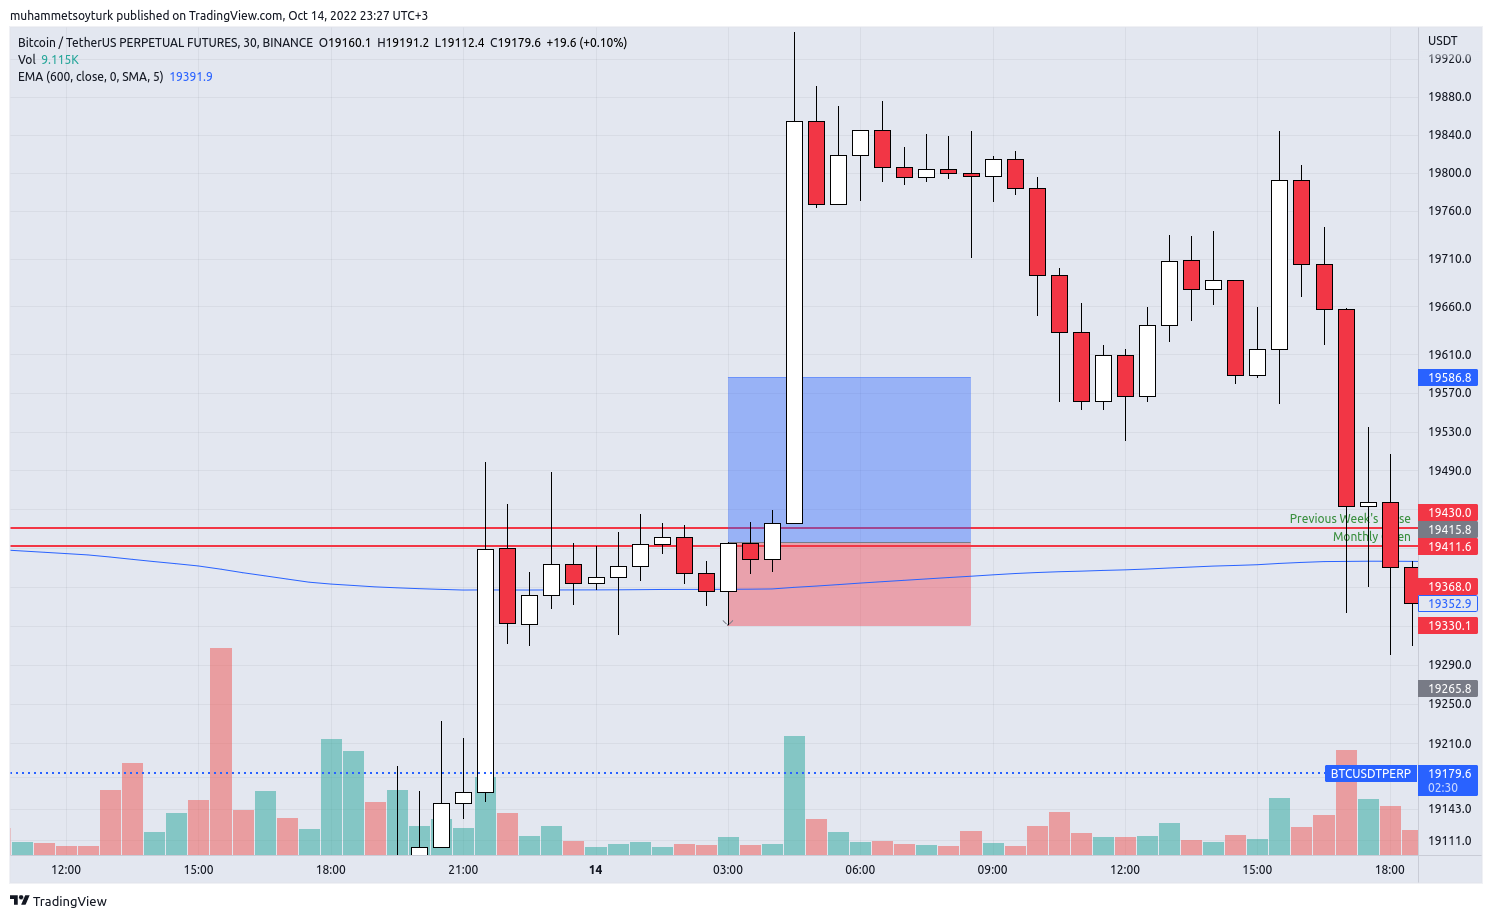 muhammetsoyturk published on TradingView.com, Oct 14, 2022 23:27 UTC+3
Bitcoin / TetherUS PERPETUAL FUTURES, 30, BINANCE O19160.1 H19191.2 L19112.4 C19179.6 +19.6 (+0.10%)
Vol 9.115K
EMA (600, close, 0, SMA, 5) 19391.9
USDT
19920.0
19880.0
19840.0
19800.0
19760.0
19710.0
19660.0
19610.0
19586.8
19570.0
19530.0
19490.0
19430.0
Previous Week's
19415.8
Monthly
19411.6
19368.0
19352.9
19330.1
19290.0
19265.8
19250.0
19210.0
BTCUSDTPERP 19179.6
02:30
19143.0
19111.0
12:00 15:00 18:00 21:00 14 03:00 06:00 09:00 12:00 15:00 18:00
TradingView